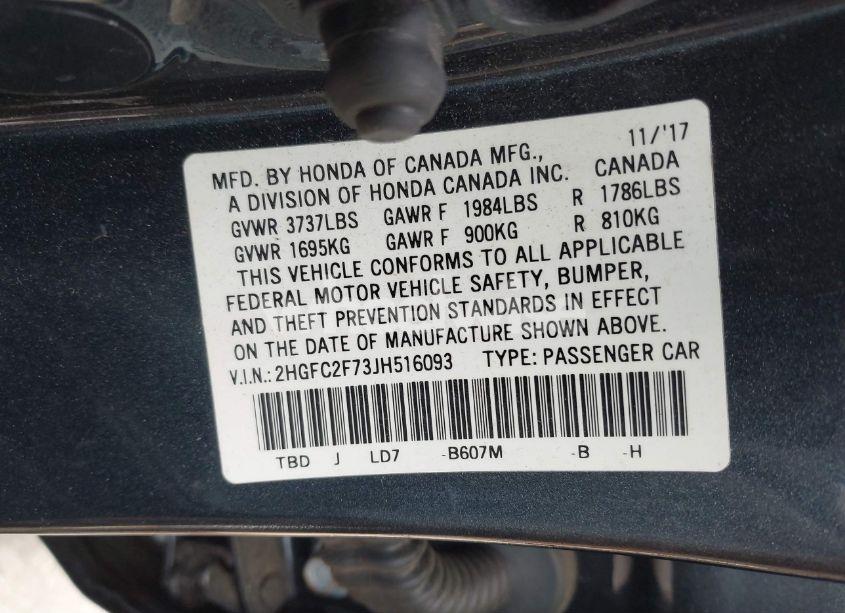 11/'17
MFD. BY HONDA OF CANADA MFG., CANADA
A DIVISION OF HONDA CANADA INC.
GVWR 3737LBS GAWR F 1984LBS R 1786LBS
GVWR 1695KG GAWR F 900KG R 810KG
THIS VEHICLE CONFORMS TO ALL APPLICABLE
FEDERAL MOTOR VEHICLE SAFETY, BUMPER,
AND THEFT PREVENTION STANDARDS IN EFFECT
ON THE DATE OF MANUFACTURE SHOWN ABOVE.
V.I.N.: 2HGFC2F73JH516093 TYPE: PASSENGER CAR
TBD J LD7 -B607M -B -H